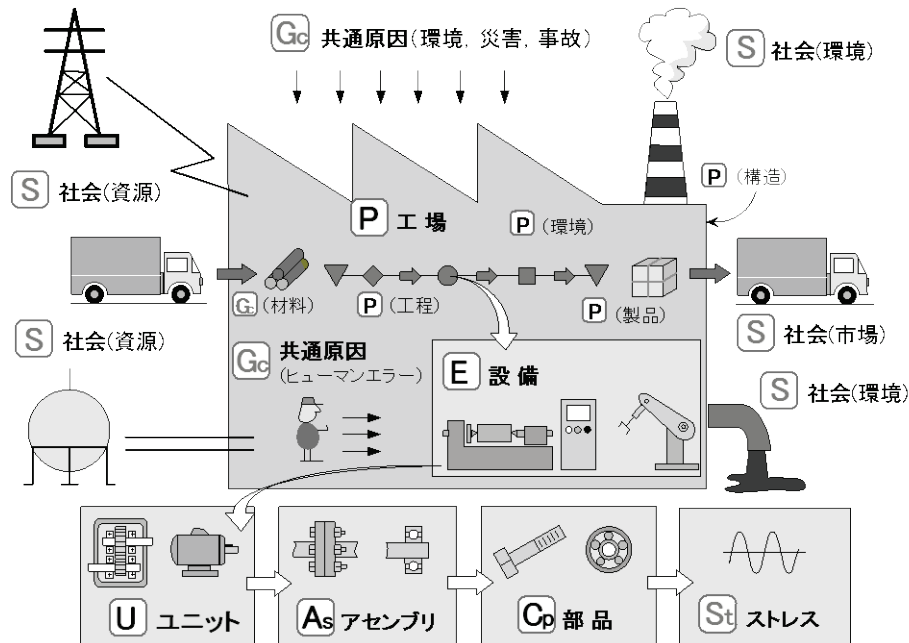 Gc 共通原因(環境, 災害, 事故)
S 社会(環境)
S 社会(資源)
P (構造)
P 工場
P (環境)
Gc (材料)
P (工程)
P (製品)
S 社会(市場)
S 社会(資源)
Gc 共通原因
(ヒューマンエラー)
E 設備
S 社会(環境)
U ユニット
As アセンブリ
Cp 部品
St ストレス